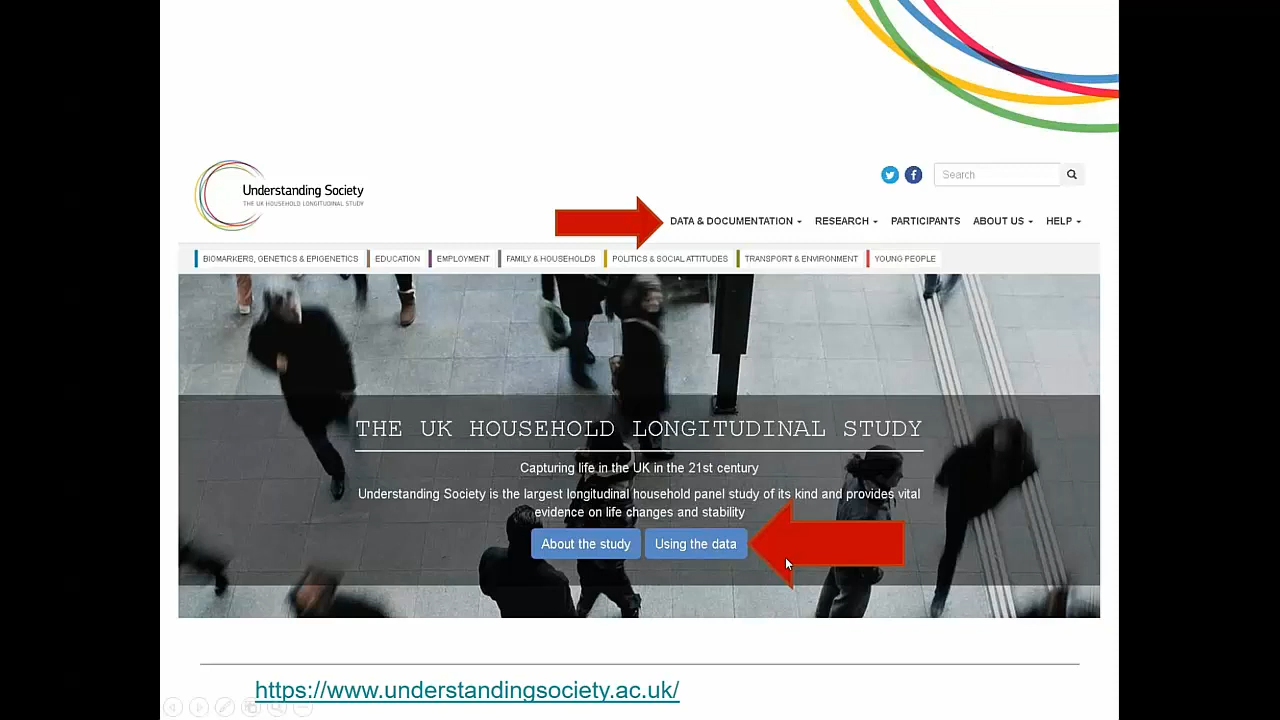 Understanding Society
THE UK HOUSEHOLD LONGITUDINAL STUDY
Search
DATA & DOCUMENTATION RESEARCH PARTICIPANTS ABOUT US HELP
BIOMARKERS, GENETICS & EPIGENETICS EDUCATION EMPLOYMENT FAMILY & HOUSEHOLDS POLITICS & SOCIAL ATTITUDES TRANSPORT & ENVIRONMENT YOUNG PEOPLE
THE UK HOUSEHOLD LONGITUDINAL STUDY
Capturing life in the UK in the 21st century
Understanding Society is the largest longitudinal household panel study of its kind and provides vital
evidence on life changes and stability
About the study Using the data
https://www.understandingsociety.ac.uk/